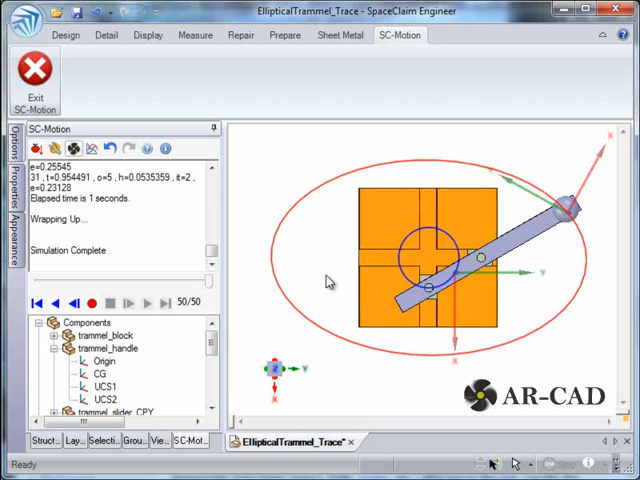 EllipticalTrammel_Trace - SpaceClaim Engineer
Design Detail Display Measure Repair Prepare Sheet Metal SC-Motion
Exit
SC-Motion
SC-Motion
Options
Properties
Appearance
e=0.25545
31, t=0.954491, o=5, h=0.0535359, it=2,
e=0.23128
Elapsed time is 1 seconds.
Wrapping Up...
Simulation Complete
50/50
Components
trammel_block
trammel_handle
Origin
CG
UCS1
UCS2
trammel_slider_CPY
Struct... Lay... Selecti... Grou... Vie... SC-Mo...
X
Y
X
Z
Y
X
AR-CAD
EllipticalTrammel_Trace*
Ready